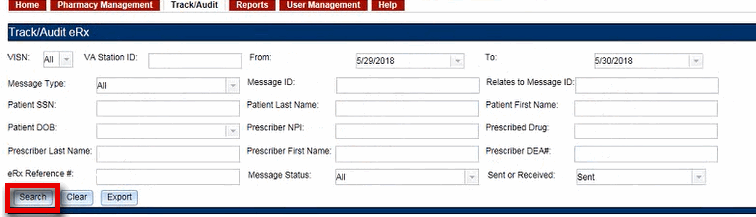 Home Pharmacy Management Track/Audit Reports User Management Help
Track/Audit eRx
VISN: All VA Station ID: From: 5/29/2018 To: 5/30/2018
Message Type: All Message ID: Relates to Message ID:
Patient SSN: Patient Last Name: Patient First Name:
Patient DOB: Prescriber NPI: Prescribed Drug:
Prescriber Last Name: Prescriber First Name: Prescriber DEA#:
eRx Reference #: Message Status: All Sent or Received: Sent
Search Clear Export